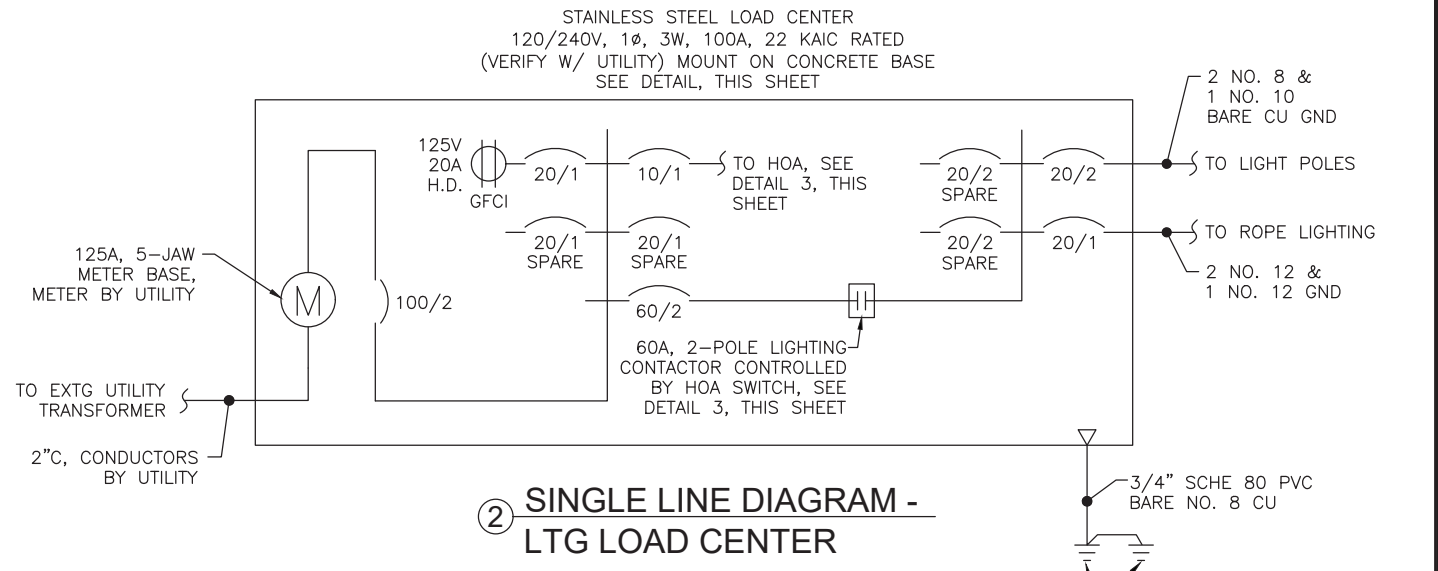 STAINLESS STEEL LOAD CENTER
120/240V, 1ø, 3W, 100A, 22 KAIC RATED
(VERIFY W/ UTILITY) MOUNT ON CONCRETE BASE
SEE DETAIL, THIS SHEET
2 NO. 8 &
1 NO. 10
BARE CU GND
125V
20A
H.D.
GFCI
20/1
10/1
TO HOA, SEE
DETAIL 3, THIS
SHEET
20/2
SPARE
20/2
TO LIGHT POLES
20/1
SPARE
20/1
SPARE
20/2
SPARE
20/1
TO ROPE LIGHTING
2 NO. 12 &
1 NO. 12 GND
125A, 5-JAW
METER BASE,
METER BY UTILITY
M
100/2
60/2
60A, 2-POLE LIGHTING
CONTACTOR CONTROLLED
BY HOA SWITCH, SEE
DETAIL 3, THIS SHEET
TO EXTG UTILITY
TRANSFORMER
2"C, CONDUCTORS
BY UTILITY
3/4" SCHE 80 PVC
BARE NO. 8 CU
2 SINGLE LINE DIAGRAM -
LTG LOAD CENTER